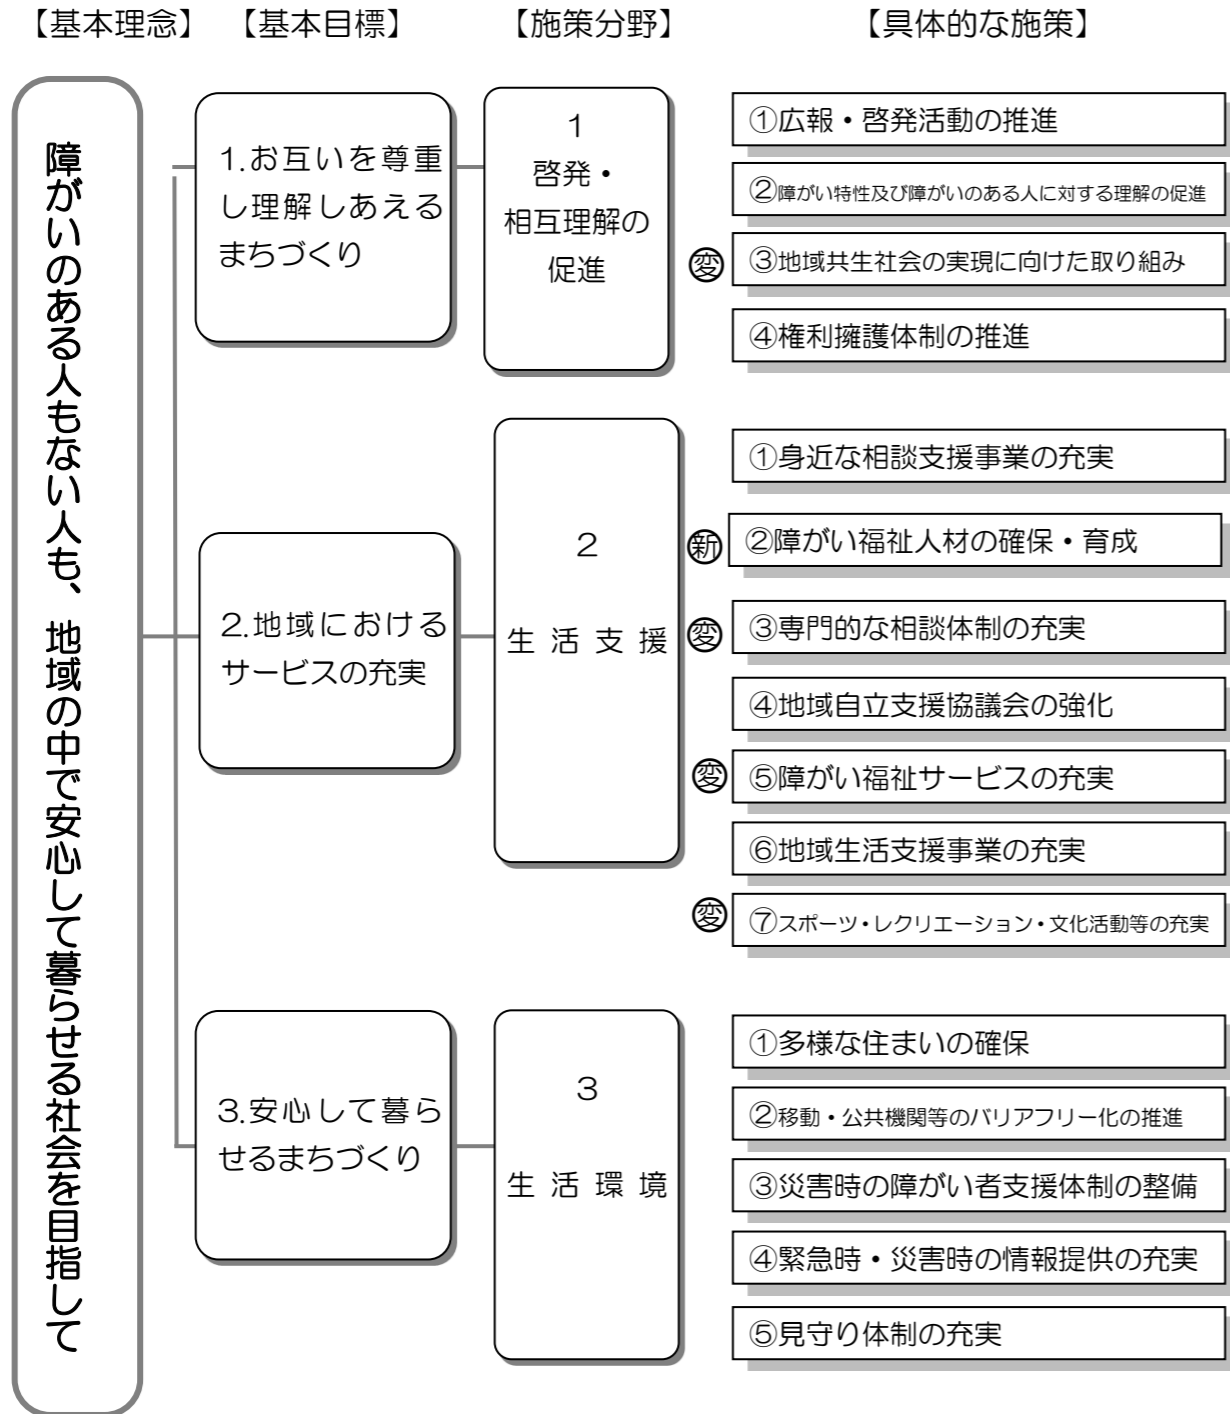 【基本理念】 【基本目標】 【施策分野】 【具体的な施策】
障がいのある人もない人も、地域の中で安心して暮らせる社会を目指して
1.お互いを尊重
し理解しあえる
まちづくり
1
啓発・
相互理解の
促進
①広報・啓発活動の推進
②障がい特性及び障がいのある人に対する理解の促進
変 ③地域共生社会の実現に向けた取り組み
④権利擁護体制の推進
2.地域における
サービスの充実
2
生活支援
①身近な相談支援事業の充実
新 ②障がい福祉人材の確保・育成
変 ③専門的な相談体制の充実
④地域自立支援協議会の強化
変 ⑤障がい福祉サービスの充実
⑥地域生活支援事業の充実
変 ⑦スポーツ・レクリエーション・文化活動等の充実
3.安心して暮ら
せるまちづくり
3
生活環境
①多様な住まいの確保
②移動・公共機関等のバリアフリー化の推進
③災害時の障がい者支援体制の整備
④緊急時・災害時の情報提供の充実
⑤見守り体制の充実